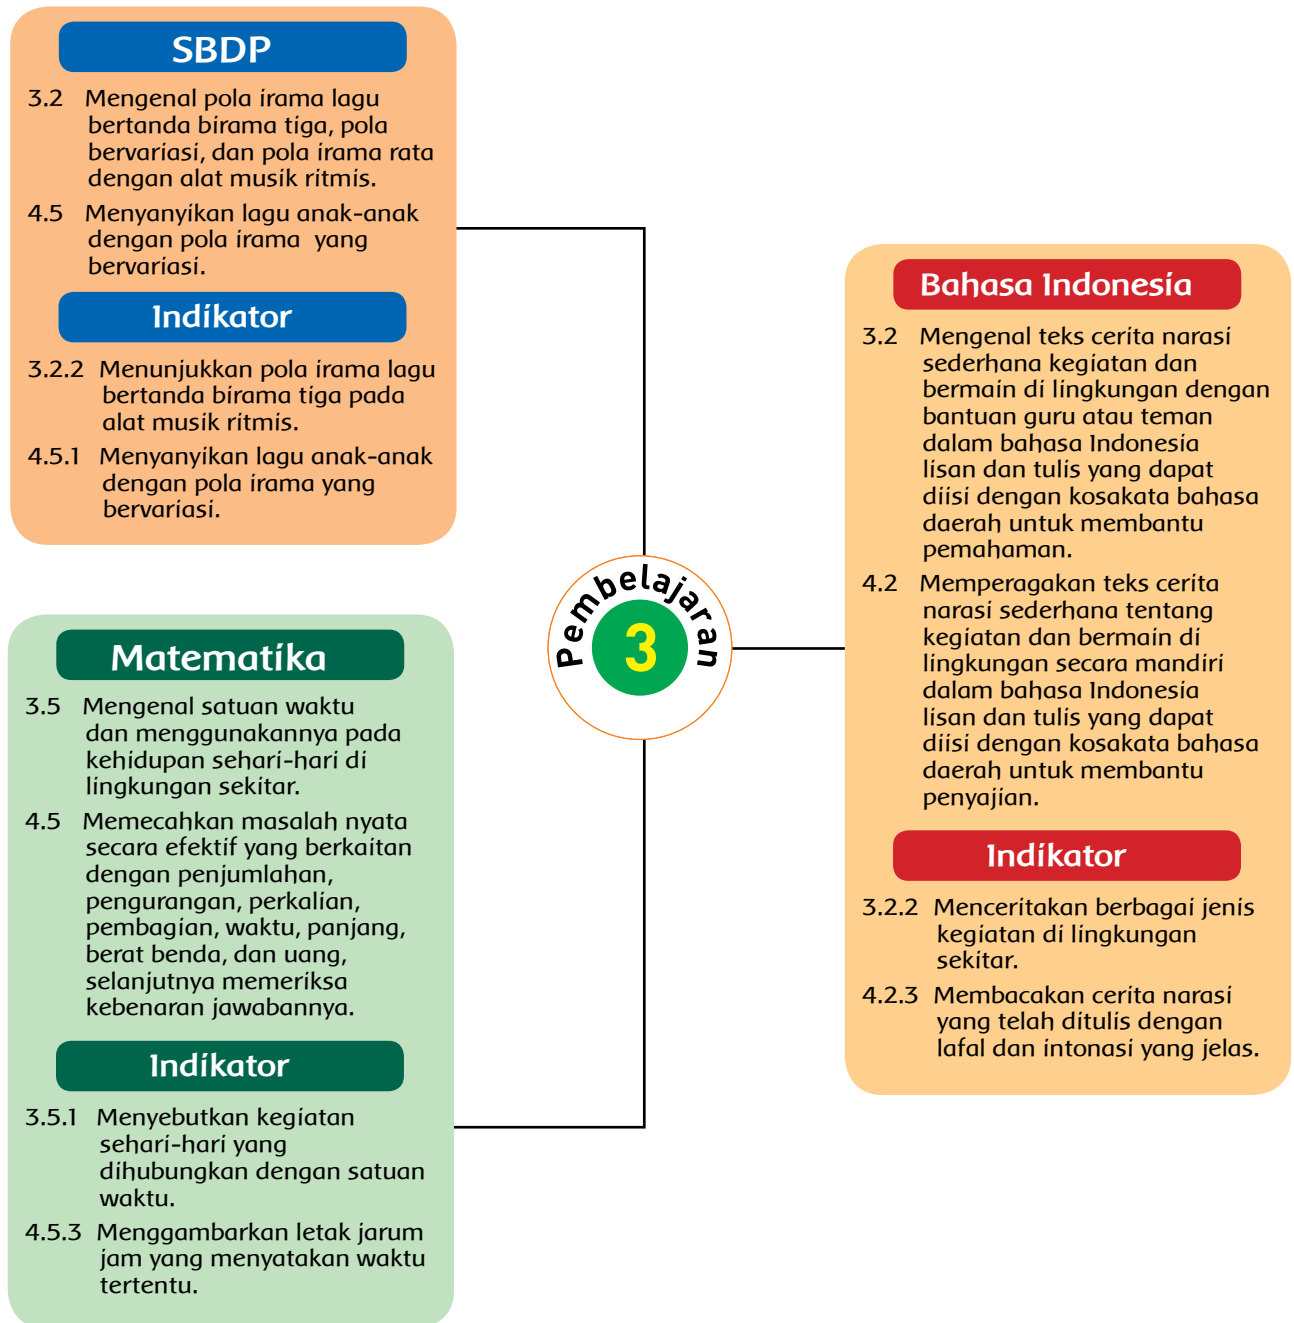 SBDP
3.2 Mengenal pola irama lagu
bertanda birama tiga, pola
bervariasi, dan pola irama rata
dengan alat musik ritmis.
4.5 Menyanyikan lagu anak-anak
dengan pola irama yang
bervariasi.
Indikator
3.2.2 Menunjukkan pola irama lagu
bertanda birama tiga pada
alat musik ritmis.
4.5.1 Menyanyikan lagu anak-anak
dengan pola irama yang
bervariasi.
Matematika
3.5 Mengenal satuan waktu
dan menggunakannya pada
kehidupan sehari-hari di
lingkungan sekitar.
4.5 Memecahkan masalah nyata
secara efektif yang berkaitan
dengan penjumlahan,
pengurangan, perkalian,
pembagian, waktu, panjang,
berat benda, dan uang,
selanjutnya memeriksa
kebenaran jawabannya.
Indikator
3.5.1 Menyebutkan kegiatan
sehari-hari yang
dihubungkan dengan satuan
waktu.
4.5.3 Menggambarkan letak jarum
jam yang menyatakan waktu
tertentu.
Pembelajaran
3
Bahasa Indonesia
3.2 Mengenal teks cerita narasi
sederhana kegiatan dan
bermain di lingkungan dengan
bantuan guru atau teman
dalam bahasa Indonesia
lisan dan tulis yang dapat
diisi dengan kosakata bahasa
daerah untuk membantu
pemahaman.
4.2 Memperagakan teks cerita
narasi sederhana tentang
kegiatan dan bermain di
lingkungan secara mandiri
dalam bahasa Indonesia
lisan dan tulis yang dapat
diisi dengan kosakata bahasa
daerah untuk membantu
penyajian.
Indikator
3.2.2 Menceritakan berbagai jenis
kegiatan di lingkungan
sekitar.
4.2.3 Membacakan cerita narasi
yang telah ditulis dengan
lafal dan intonasi yang jelas.